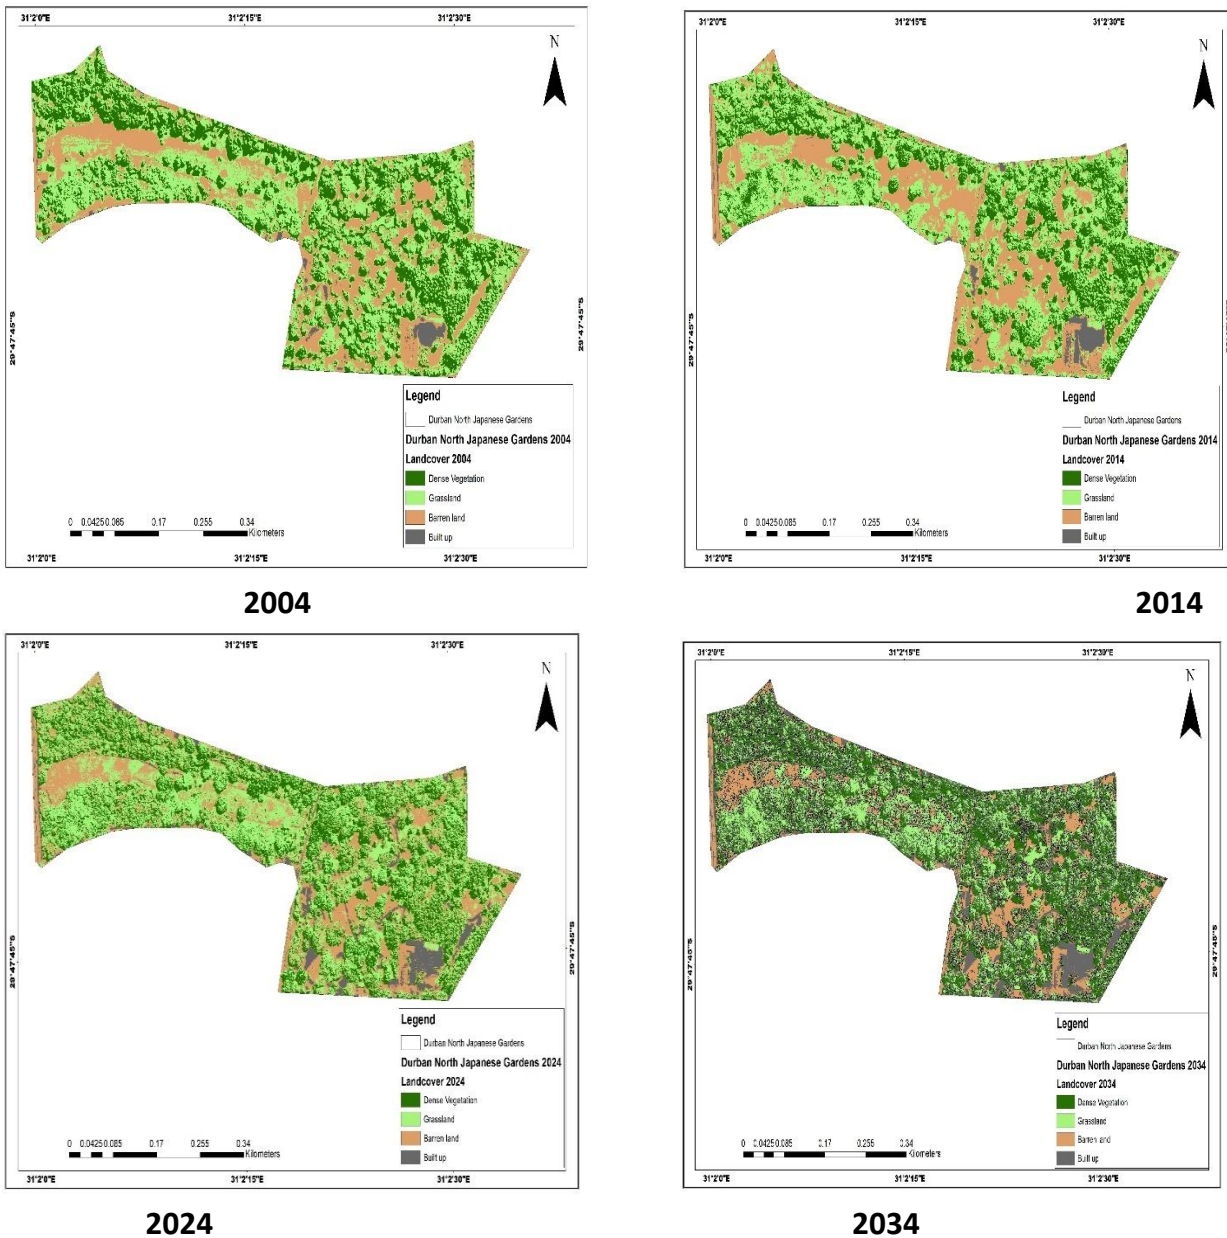 31°2'0"E 31°2'15"E 31°2'30"E
N
29°47'45"S
29°47'45"S
Legend
Durban North Japanese Gardens
Durban North Japanese Gardens 2004
Landcover 2004
Dense Vegetation
Grassland
Barren land
Built up
0 0.0425 0.085 0.17 0.255 0.34
Kilometers
31°2'0"E 31°2'15"E 31°2'30"E
2004
31°2'0"E 31°2'15"E 31°2'30"E
N
29°47'45"S
29°47'45"S
Legend
Durban North Japanese Gardens
Durban North Japanese Gardens 2014
Landcover 2014
Dense Vegetation
Grassland
Barren land
Built up
0 0.0425 0.085 0.17 0.255 0.34
Kilometers
31°2'0"E 31°2'15"E 31°2'30"E
2014
31°2'0"E 31°2'15"E 31°2'30"E
N
29°47'45"S
29°47'45"S
Legend
Durban North Japanese Gardens
Durban North Japanese Gardens 2024
Landcover 2024
Dense Vegetation
Grassland
Barren land
Built up
0 0.0425 0.085 0.17 0.255 0.34
Kilometers
31°2'0"E 31°2'15"E 31°2'30"E
2024
31°2'0"E 31°2'15"E 31°2'30"E
N
29°47'45"S
29°47'45"S
Legend
Durban North Japanese Gardens
Durban North Japanese Gardens 2034
Landcover 2034
Dense Vegetation
Grassland
Barren land
Built up
0 0.0425 0.085 0.17 0.255 0.34
Kilometers
31°2'0"E 31°2'15"E 31°2'30"E
2034